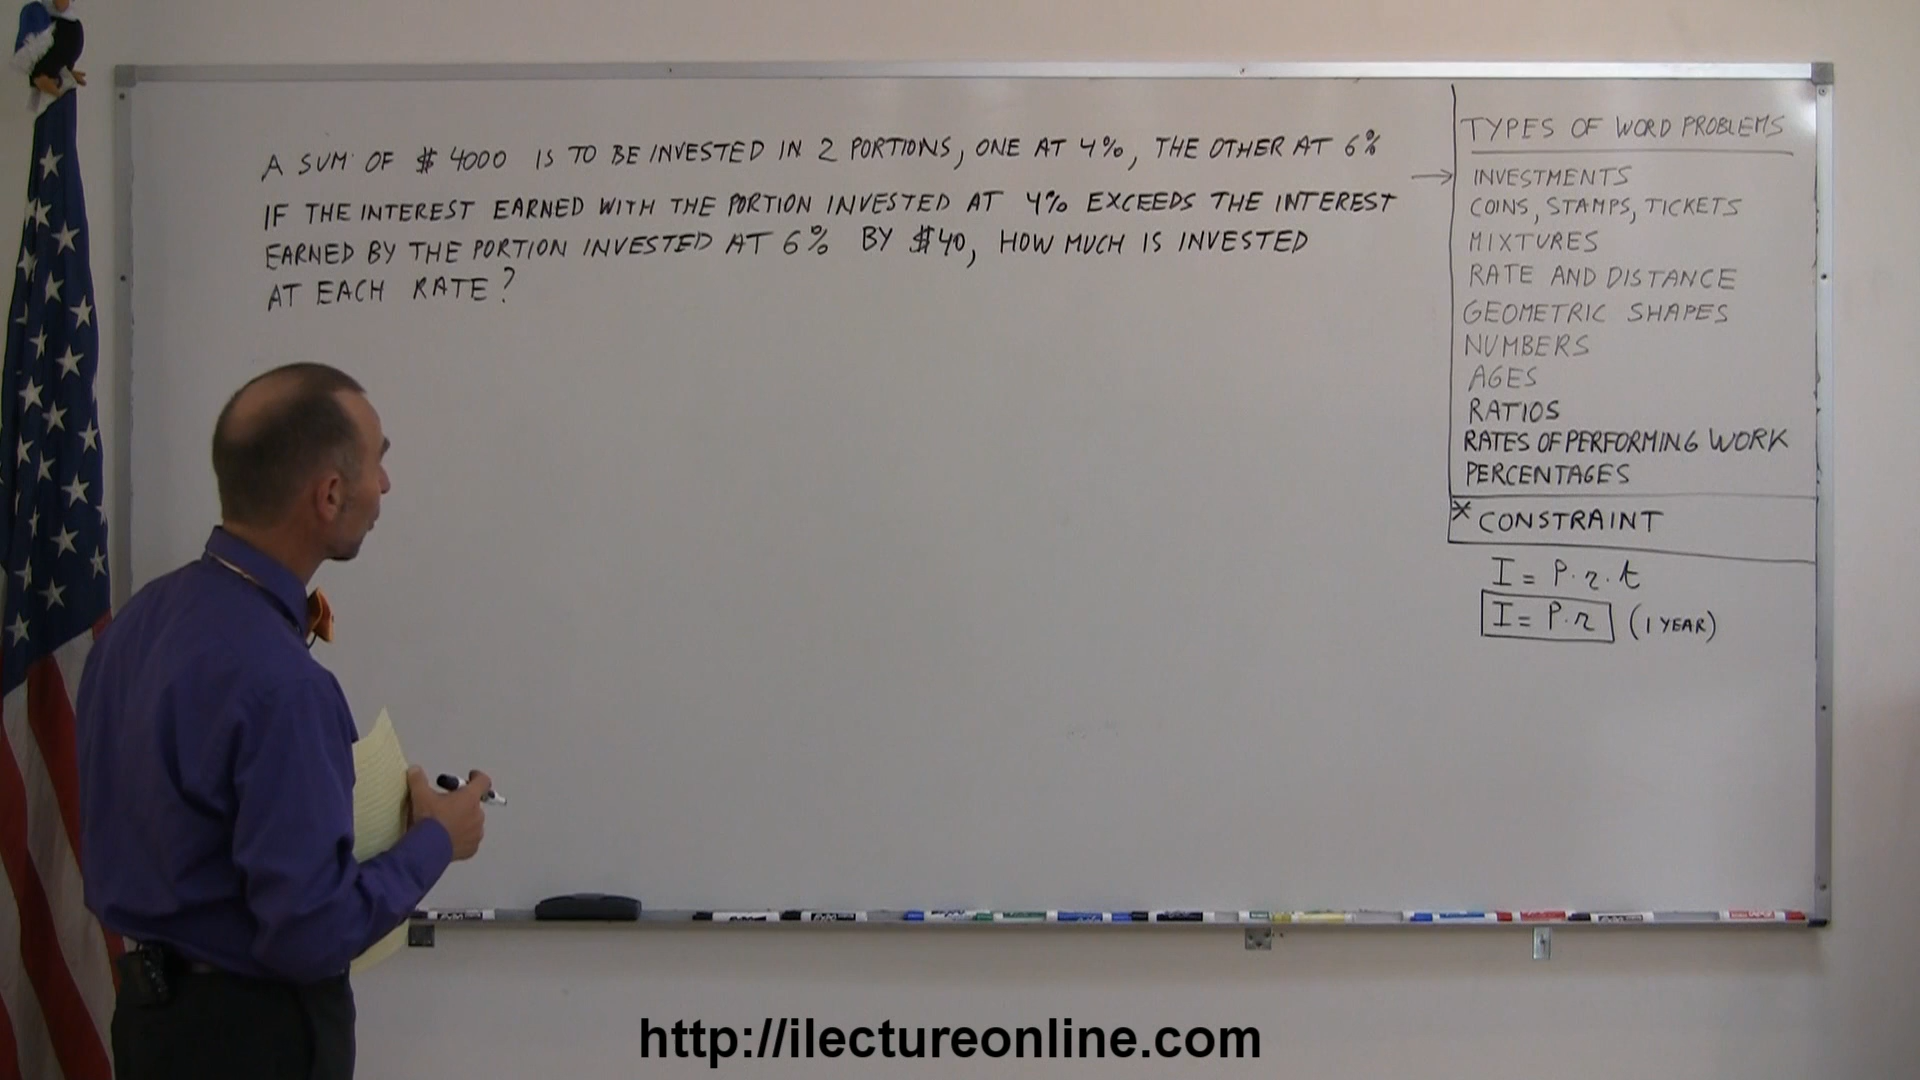 A SUM OF $ 4000 IS TO BE INVESTED IN 2 PORTIONS, ONE AT 4%, THE OTHER AT 6%
IF THE INTEREST EARNED WITH THE PORTION INVESTED AT 4% EXCEEDS THE INTEREST
EARNED BY THE PORTION INVESTED AT 6% BY $40, HOW MUCH IS INVESTED
AT EACH RATE?
TYPES OF WORD PROBLEMS
→ INVESTMENTS
COINS, STAMPS, TICKETS
MIXTURES
RATE AND DISTANCE
GEOMETRIC SHAPES
NUMBERS
AGES
RATIOS
RATES OF PERFORMING WORK
PERCENTAGES
* CONSTRAINT
I = P·r·t
I = P·r (1 YEAR)
http://ilectureonline.com